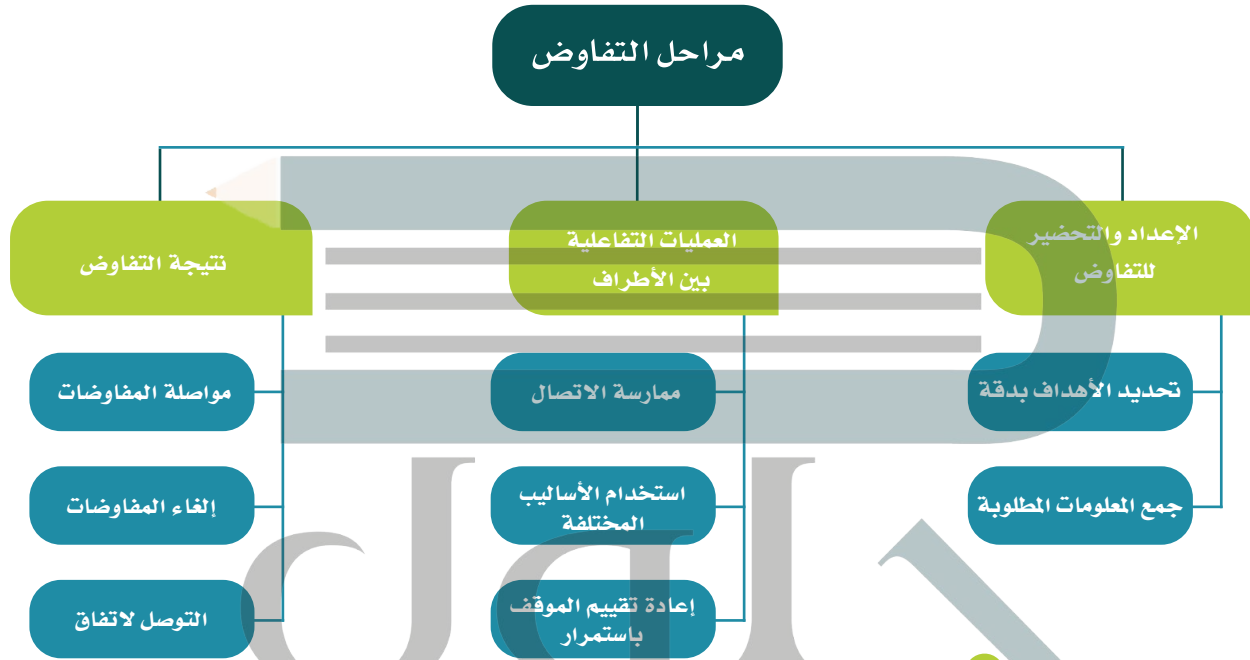 مراحل التفاوض
الإعداد والتحضير
للتفاوض
تحديد الأهداف بدقة
جمع المعلومات المطلوبة
العمليات التفاعلية
بين الأطراف
ممارسة الاتصال
استخدام الأساليب
المختلفة
إعادة تقييم الموقف
باستمرار
نتيجة التفاوض
مواصلة المفاوضات
إلغاء المفاوضات
التوصل لاتفاق